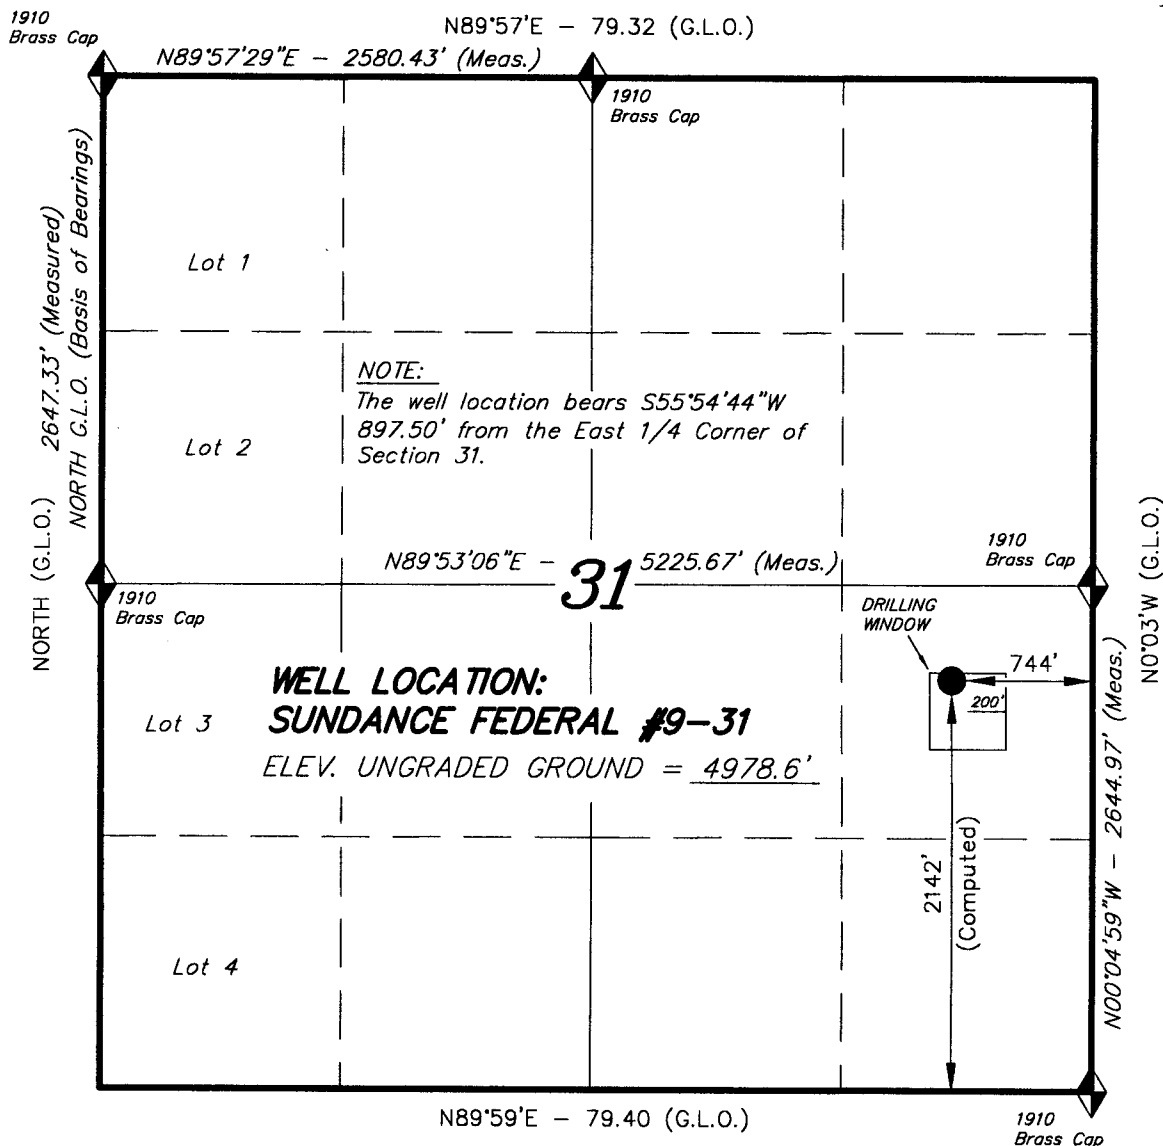 1910
Brass Cap
N89°57'E - 79.32 (G.L.O.)
N89°57'29"E - 2580.43' (Meas.)
1910
Brass Cap
NORTH (G.L.O.)
2647.33' (Measured)
NORTH G.L.O. (Basis of Bearings)
Lot 1
Lot 2
NOTE:
The well location bears S55°54'44"W
897.50' from the East 1/4 Corner of
Section 31.
N89°53'06"E - 5225.67' (Meas.)
31
1910
Brass Cap
1910
Brass Cap
N0°03'W (G.L.O.)
DRILLING
WINDOW
744'
200'
WELL LOCATION:
SUNDANCE FEDERAL #9-31
ELEV. UNGRADED GROUND = 4978.6'
Lot 3
2142'
(Computed)
N00°04'59"W - 2644.97' (Meas.)
Lot 4
N89°59'E - 79.40 (G.L.O.)
1910
Brass Cap